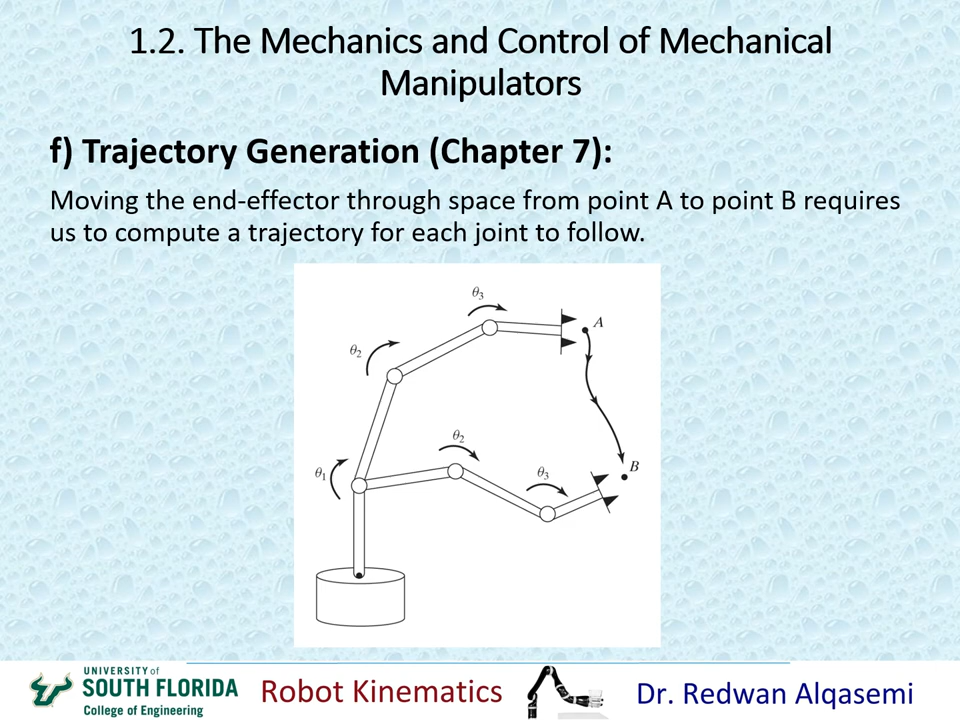 1.2. The Mechanics and Control of Mechanical
Manipulators
f) Trajectory Generation (Chapter 7):
Moving the end-effector through space from point A to point B requires
us to compute a trajectory for each joint to follow.
θ₃
A
θ₂
θ₂
B
θ₁
θ₃
UNIVERSITY of
SOUTH FLORIDA
College of Engineering
Robot Kinematics
Dr. Redwan Alqasemi